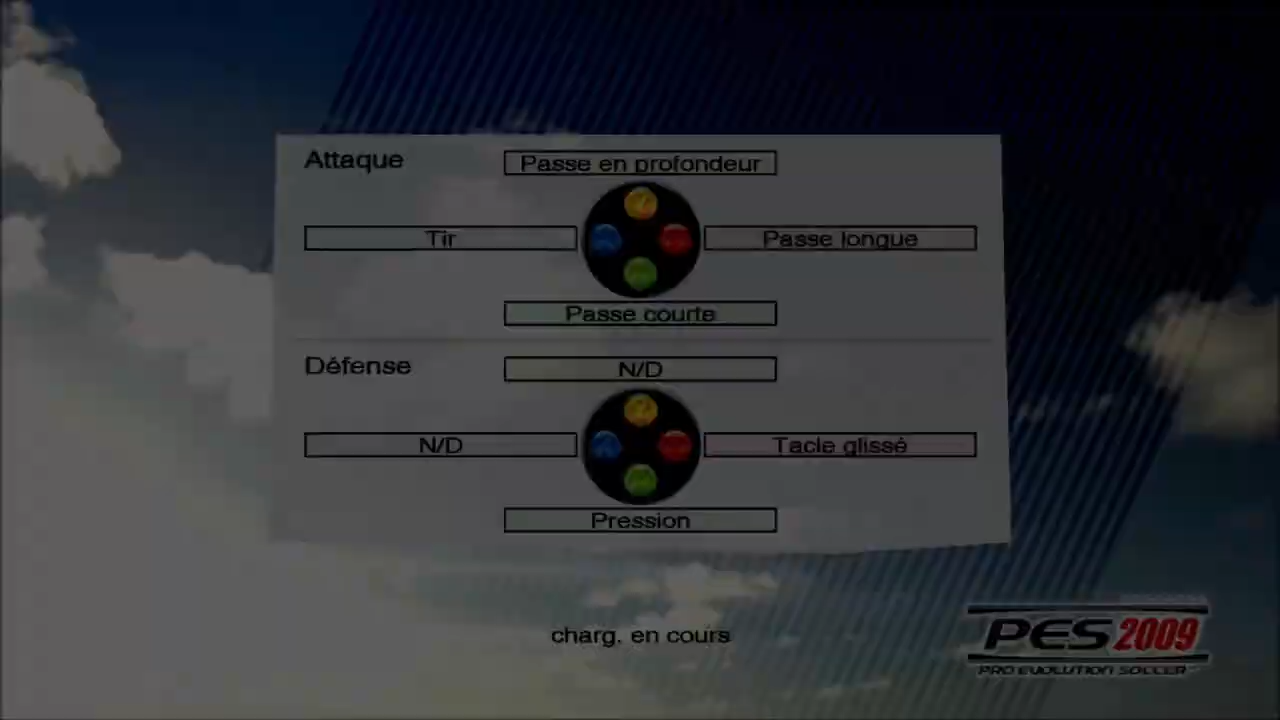 Attaque
Passe en profondeur
Tir
Passe longue
Passe courte
Défense
N/D
N/D
Tacle glissé
Pression
charg. en cours
PES 2009
PRO EVOLUTION SOCCER